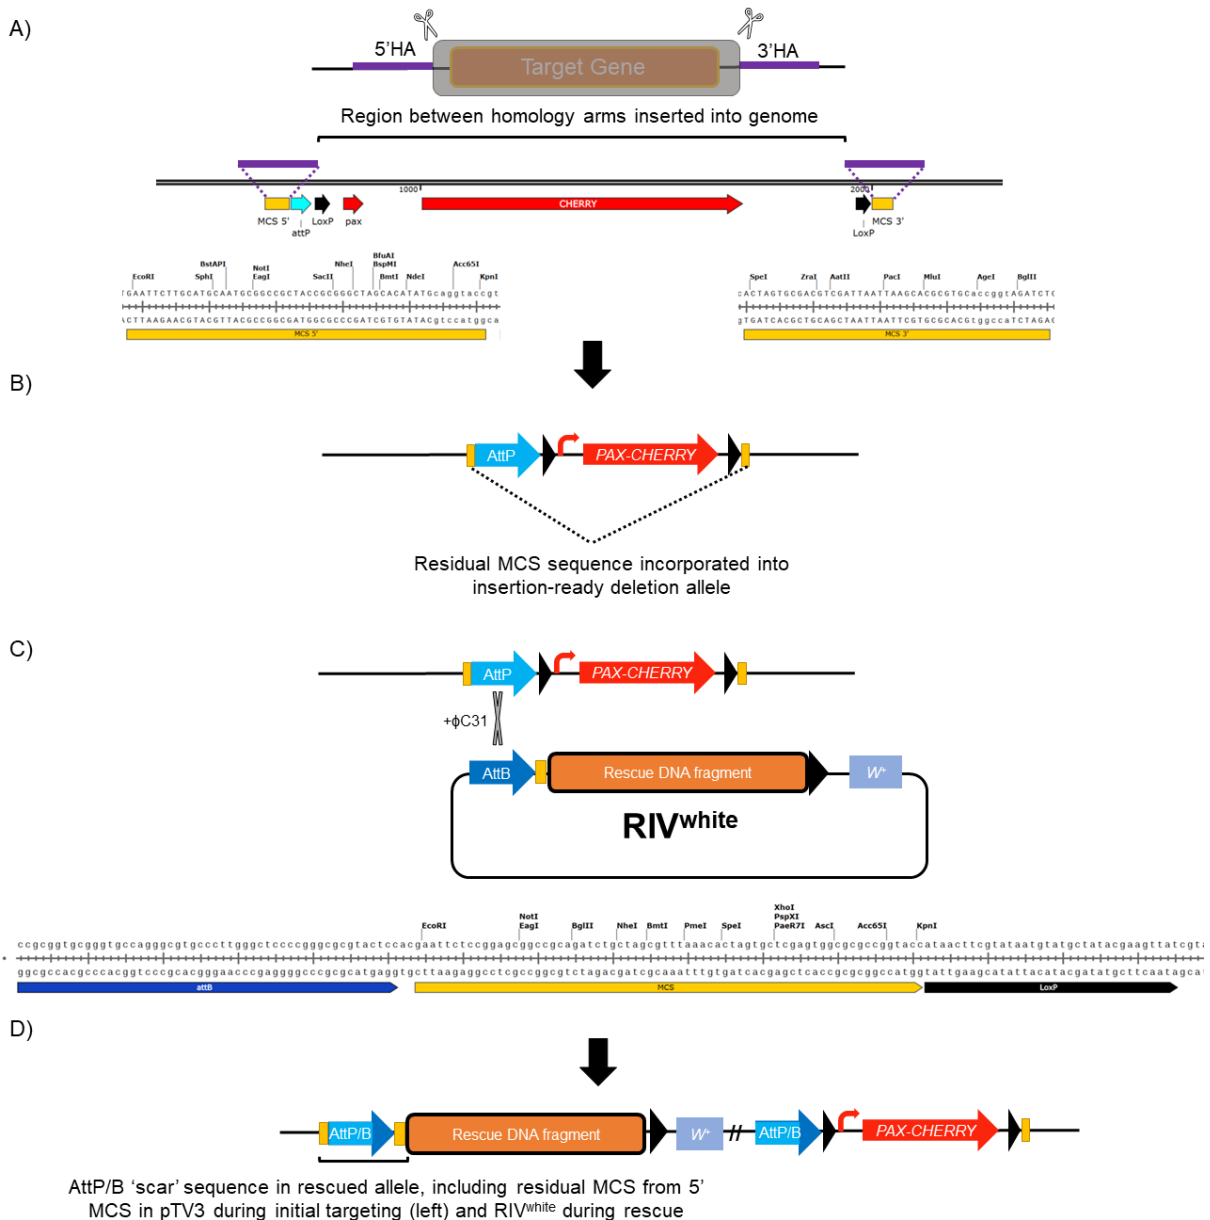 A)
5'HA
3'HA
Target Gene
Region between homology arms inserted into genome
1000
2000
MCS 5'
attP
LoxP
pax
CHERRY
LoxP
MCS 3'
EcoRI
SphI
BstAPI
NotI
EagI
SacII
NheI
BfuAI
BspMI
BmtI
NdeI
Acc65I
KpnI
MCS 5'
SpeI
ZraI
AatII
PacI
MluI
AgeI
BglII
MCS 3'
B)
AttP
PAX-CHERRY
Residual MCS sequence incorporated into
insertion-ready deletion allele
C)
AttP
PAX-CHERRY
+ϕC31
AttB
Rescue DNA fragment
W+
RIVwhite
EcoRI
NotI
EagI
BglII
NheI
BmtI
PmeI
SpeI
XhoI
PspXI
PaeR7I
AscI
Acc65I
KpnI
attB
MCS
LoxP
D)
AttP/B
Rescue DNA fragment
W+
//
AttP/B
PAX-CHERRY
AttP/B 'scar' sequence in rescued allele, including residual MCS from 5'
MCS in pTV3 during initial targeting (left) and RIVwhite during rescue